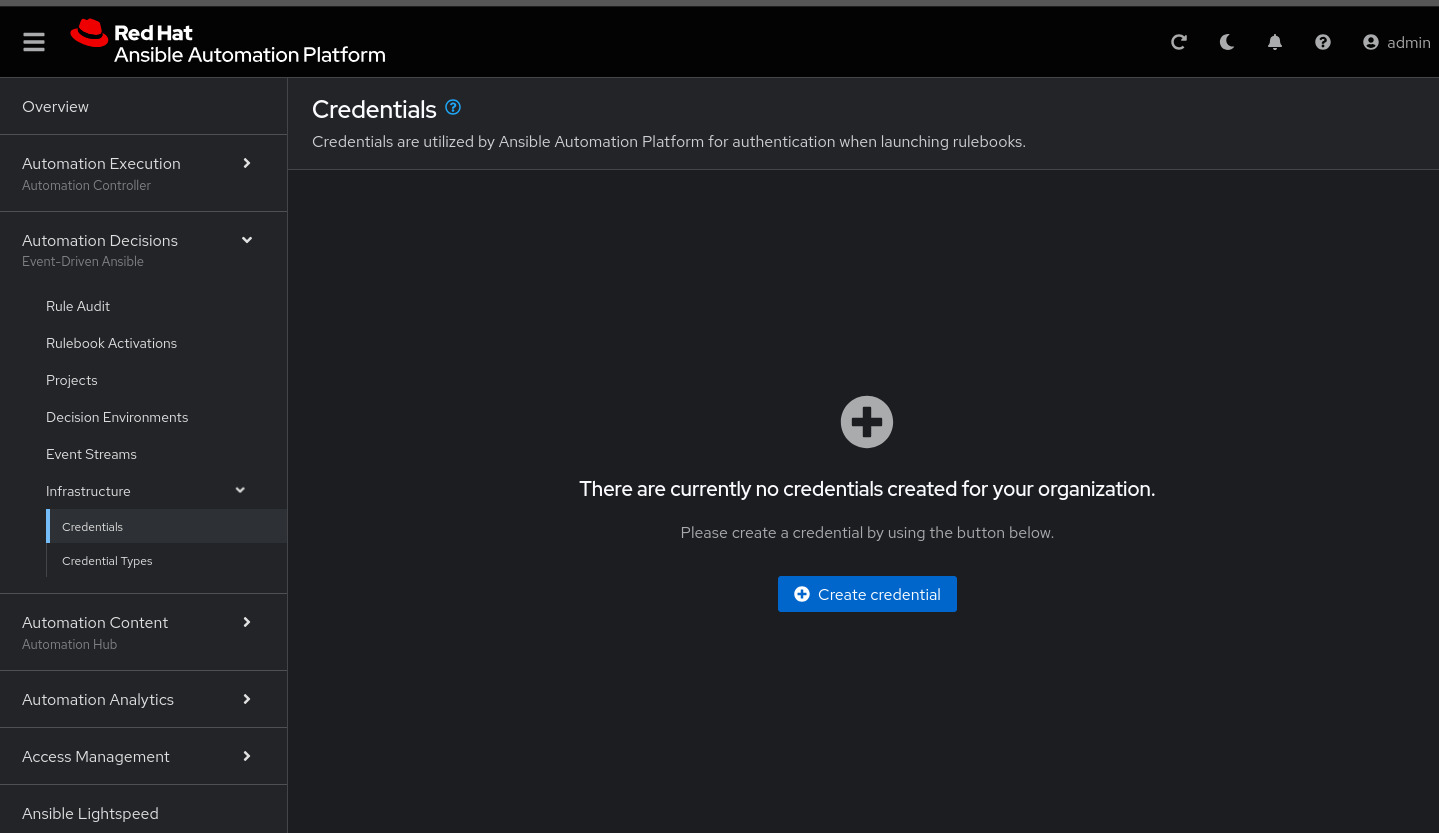 Red Hat
Ansible Automation Platform
admin
Overview
Automation Execution
Automation Controller
Automation Decisions
Event-Driven Ansible
Rule Audit
Rulebook Activations
Projects
Decision Environments
Event Streams
Infrastructure
Credentials
Credential Types
Automation Content
Automation Hub
Automation Analytics
Access Management
Ansible Lightspeed
Credentials
Credentials are utilized by Ansible Automation Platform for authentication when launching rulebooks.
There are currently no credentials created for your organization.
Please create a credential by using the button below.
Create credential